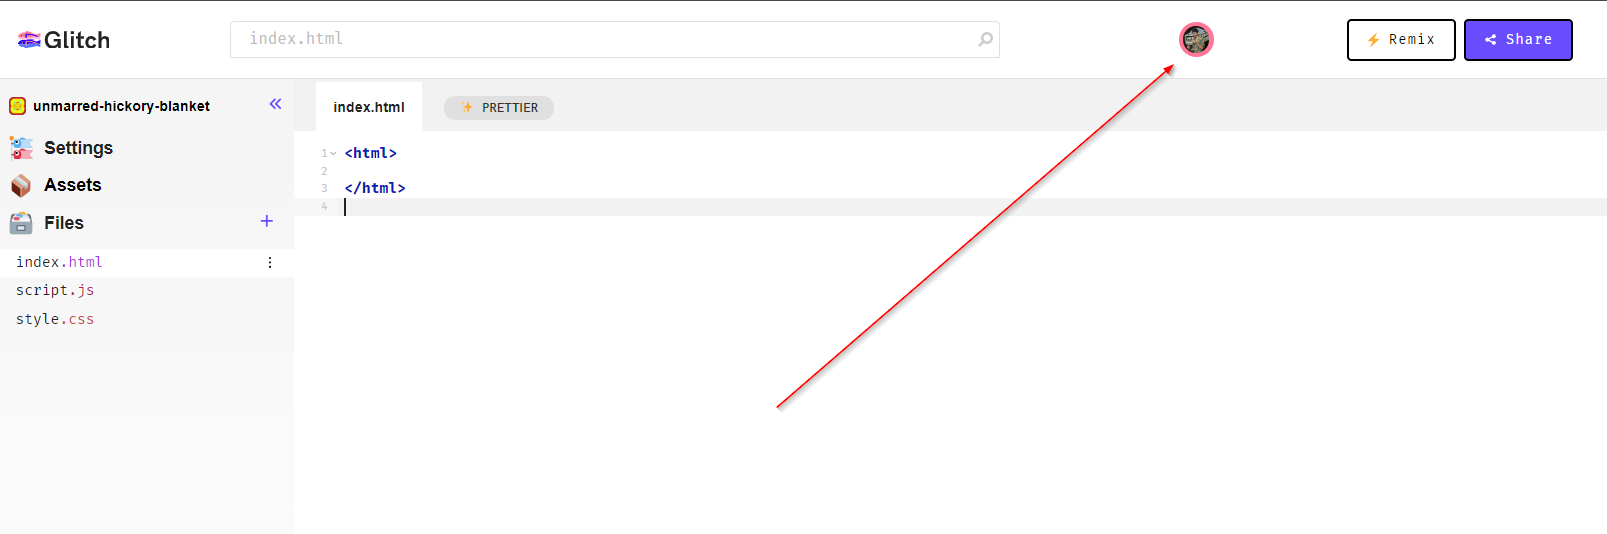 Glitch
index.html
Remix
Share
unmarred-hickory-blanket
index.html
PRETTIER
Settings
Assets
Files
index.html
script.js
style.css
1 <html>
2
3 </html>
4